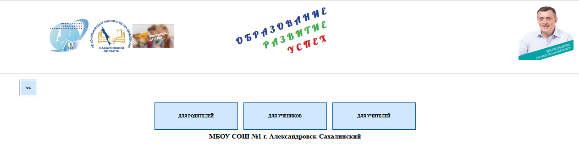 ОБРАЗОВАНИЕ
РАЗВИТИЕ
УСПЕХ
ДЛЯ РОДИТЕЛЕЙ
ДЛЯ УЧЕНИКОВ
ДЛЯ УЧИТЕЛЕЙ
МБОУ СОШ №1 г. Александровск Сахалинский